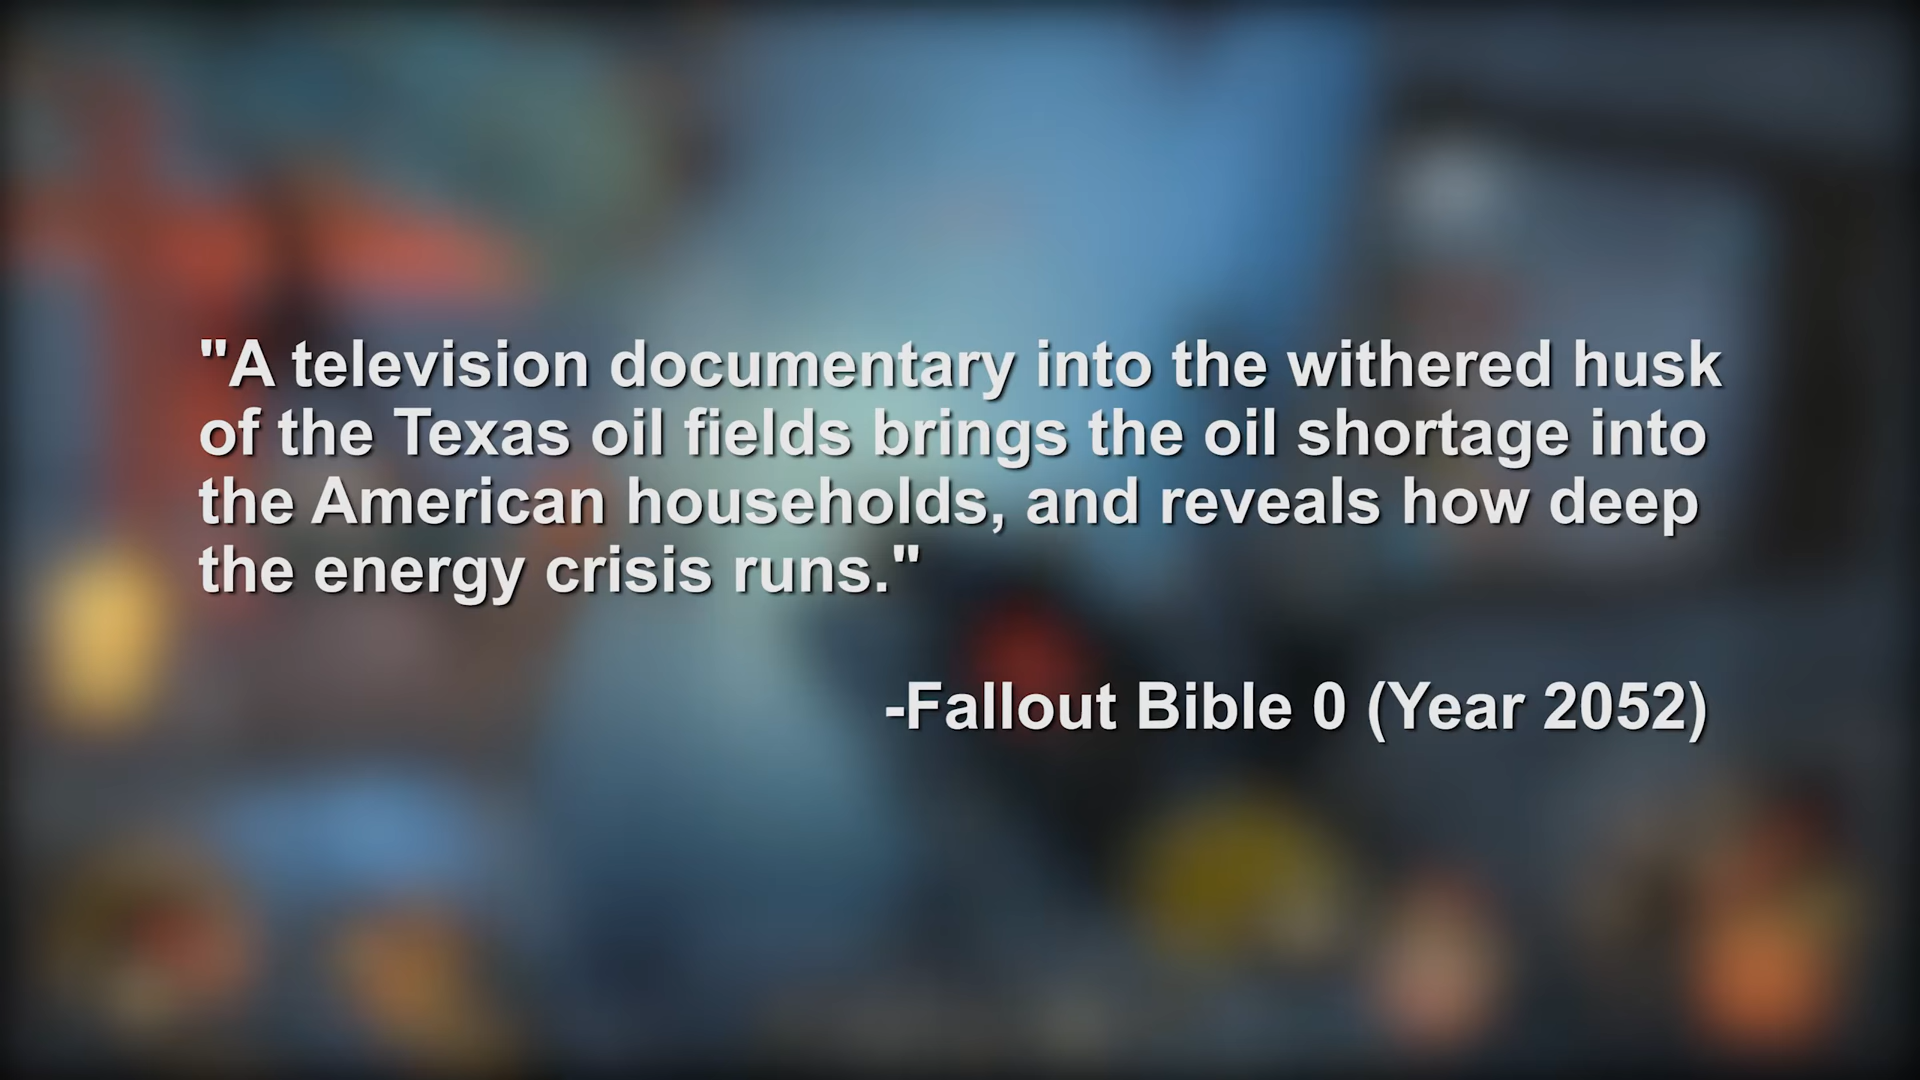 "A television documentary into the withered husk
of the Texas oil fields brings the oil shortage into
the American households, and reveals how deep
the energy crisis runs."
-Fallout Bible 0 (Year 2052)